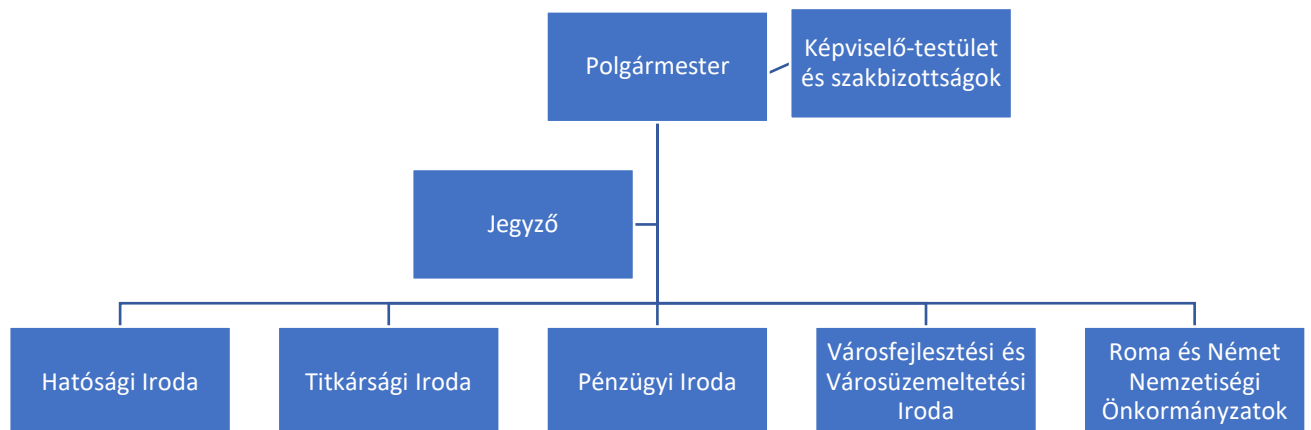 Polgármester
Képviselő-testület
és szakbizottságok
Jegyző
Hatósági Iroda
Titkársági Iroda
Pénzügyi Iroda
Városfejlesztési és
Városüzemeltetési
Iroda
Roma és Német
Nemzetiségi
Önkormányzatok